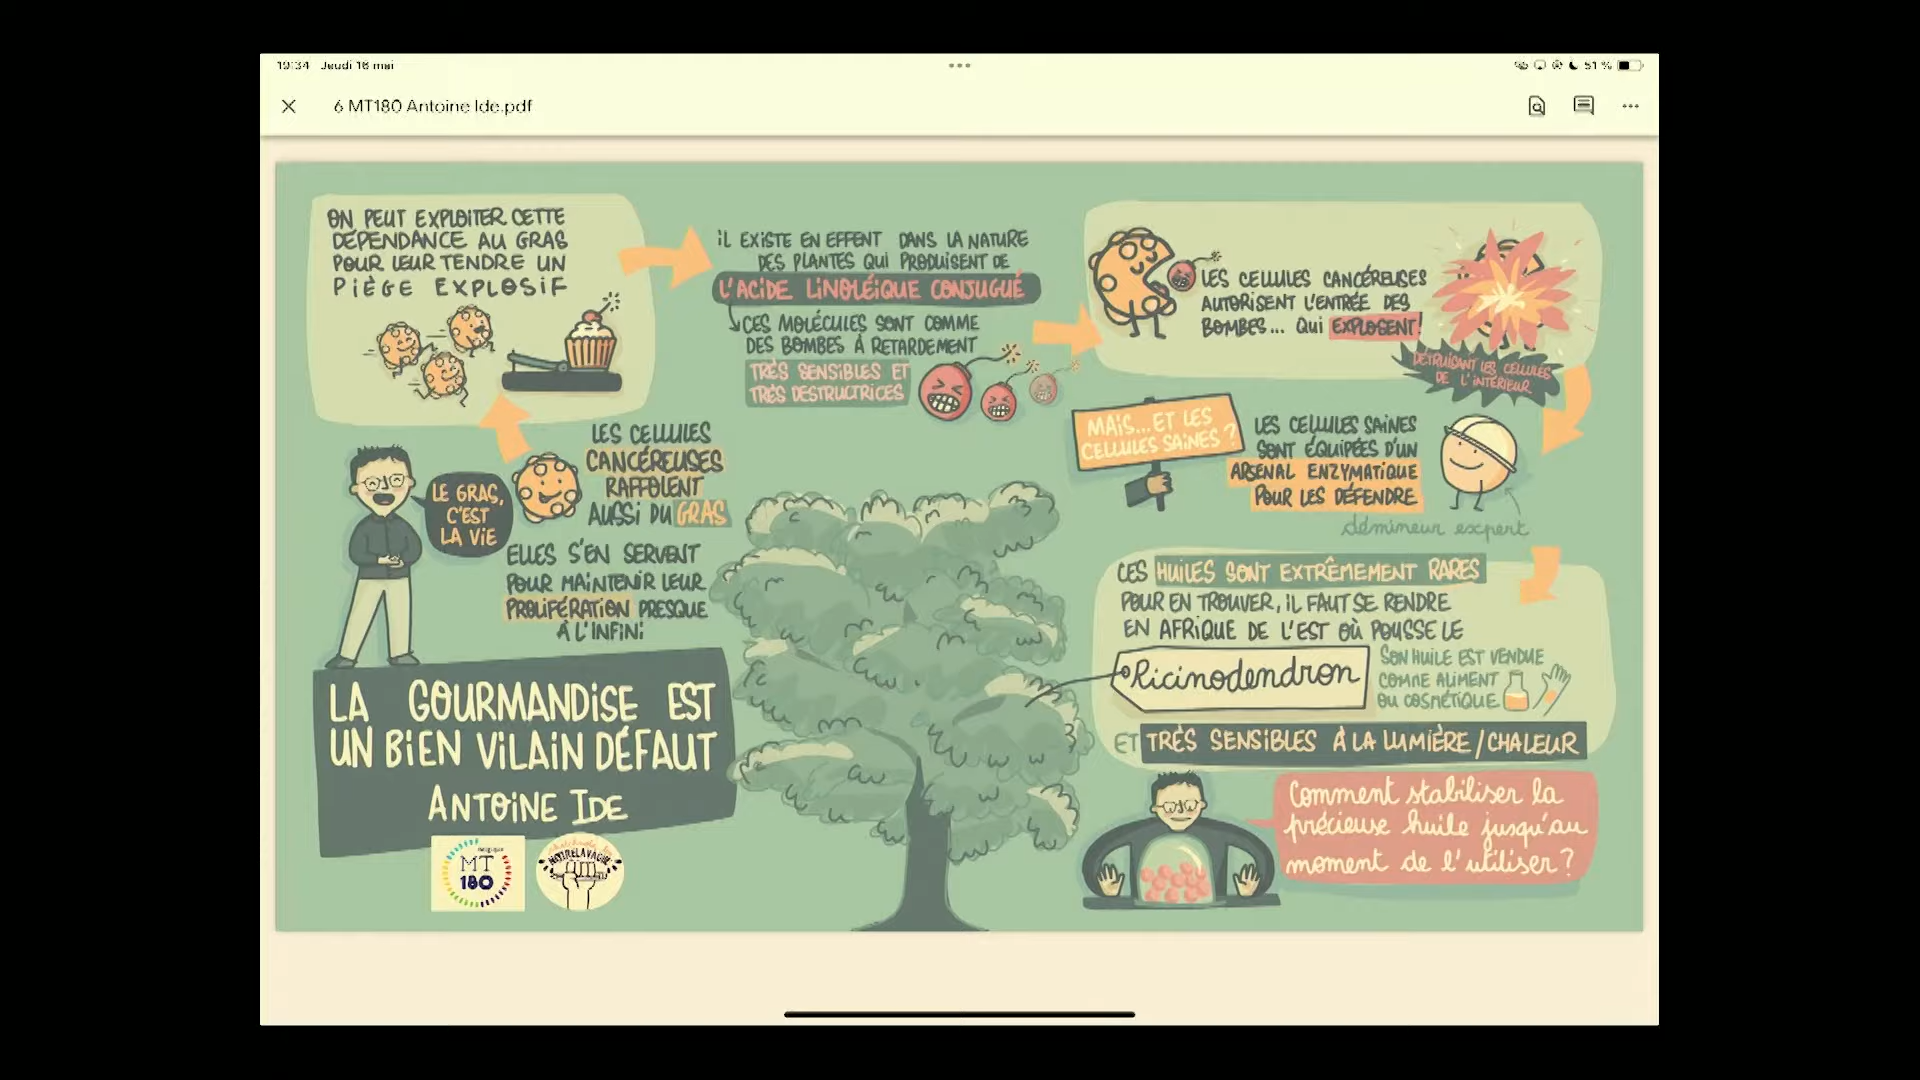 19:34 Jeudi 16 mai
51 %
6 MT180 Antoine Ide.pdf
LA GOURMANDISE EST
UN BIEN VILAIN DÉFAUT
ANTOINE IDE
MT
180
LE GRAS,
C'EST
LA VIE
LES CELLULES
CANCÉREUSES
RAFFOLENT
AUSSI DU GRAS
ELLES S'EN SERVENT
POUR MAINTENIR LEUR
PROLIFÉRATION PRESQUE
À L'INFINI
ON PEUT EXPLOITER CETTE
DÉPENDANCE AU GRAS
POUR LEUR TENDRE UN
PIÈGE EXPLOSIF
IL EXISTE EN EFFENT DANS LA NATURE
DES PLANTES QUI PRODUISENT DE
L'ACIDE LINOLÉIQUE CONJUGUÉ
CES MOLÉCULES SONT COMME
DES BOMBES À RETARDEMENT
TRÈS SENSIBLES ET
TRÈS DESTRUCTRICES
LES CELLULES CANCÉREUSES
AUTORISENT L'ENTRÉE DES
BOMBES... QUI EXPLOSENT!
DÉTRUISANT LES CELLULES
DE L'INTÉRIEUR
MAIS...ET LES
CELLULES SAINES ?
LES CELLULES SAINES
SONT ÉQUIPÉES D'UN
ARSENAL ENZYMATIQUE
POUR LES DÉFENDRE
démineur expert
CES HUILES SONT EXTRÊMEMENT RARES
POUR EN TROUVER, IL FAUT SE RENDRE
EN AFRIQUE DE L'EST OÙ POUSSE LE
Ricinodendron
SON HUILE EST VENDUE
COMME ALIMENT
OU COSMÉTIQUE
ET TRÈS SENSIBLES À LA LUMIÈRE/CHALEUR
Comment stabiliser la
précieuse huile jusqu'au
moment de l'utiliser ?